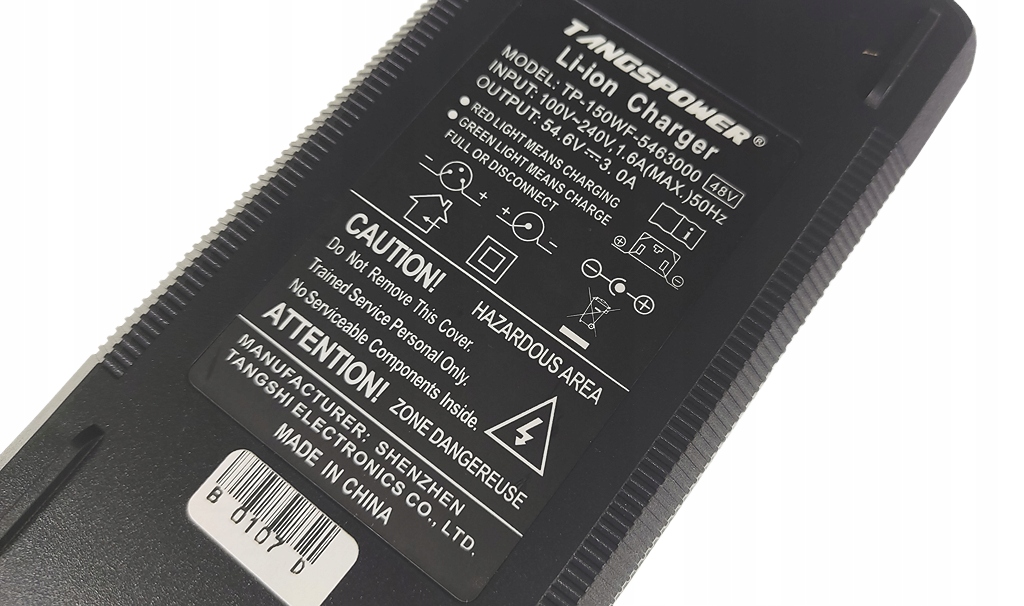 TANGSPOWER®
Li-ion Charger
MODEL: TP-150WF-5463000 48V
INPUT: 100V~240V, 1.6A(MAX.)50Hz
OUTPUT: 54.6V⎓3.0A
● RED LIGHT MEANS CHARGING
● GREEN LIGHT MEANS CHARGE
FULL OR DISCONNECT
CAUTION! HAZARDOUS AREA
Do Not Remove This Cover.
Trained Service Personal Only.
No Serviceable Components Inside.
ATTENTION! ZONE DANGEREUSE
MANUFACTURER: SHENZHEN
TANGSHI ELECTRONICS CO., LTD.
MADE IN CHINA
B 0107 D